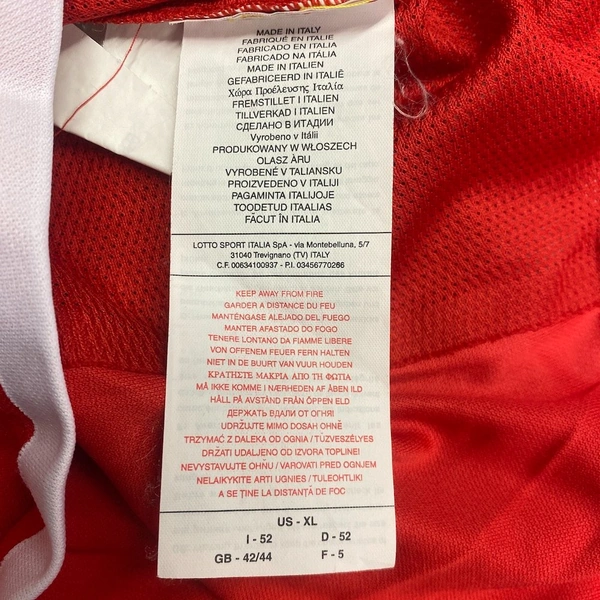 MADE IN ITALY
FABRIQUÉ EN ITALIE
FABRICADO EN ITALIA
FABRICADO NA ITÁLIA
MADE IN ITALIEN
GEFABRICEERD IN ITALIË
Χώρα Προέλευσης Ιταλία
FREMSTILLET I ITALIEN
TILLVERKAD I ITALIEN
СДЕЛАНО В ИТАДИИ
Vyrobeno v Itálii
PRODUKOWANY W WŁOSZECH
OLASZ ÀRU
VYROBENÉ V TALIANSKU
PROIZVEDENO V ITALIJI
PAGAMINTA ITALIJOJE
TOODETUD ITAALIAS
FĂCUT ÎN ITALIA
LOTTO SPORT ITALIA SpA - via Montebelluna, 5/7
31040 Trevignano (TV) ITALY
C.F. 00634100937 - P.I. 03456770266
KEEP AWAY FROM FIRE
GARDER A DISTANCE DU FEU
MANTÉNGASE ALEJADO DEL FUEGO
MANTER AFASTADO DO FOGO
TENERE LONTANO DA FIAMME LIBERE
VON OFFENEM FEUER FERN HALTEN
NIET IN DE BUURT VAN VUUR HOUDEN
ΚΡΑΤΗΣΤΕ ΜΑΚΡΙΑ ΑΠΟ ΤΗ ΦΩΤΙΑ
MÅ IKKE KOMME I NÆRHEDEN AF ÅBEN ILD
HÅLL PÅ AVSTÅND FRÅN ÖPPEN ELD
ДЕРЖАТЬ ВДАЛИ ОТ ОГНЯ!
UDRŽUJTE MIMO DOSAH OHNĚ
TRZYMAĆ Z DALEKA OD OGNIA / TÚZVESZÉLYES
DRŽATI UDALJENO OD IZVORA TOPLINE!
NEVYSTAVUJTE OHŇU / VAROVATI PRED OGNJEM
NELAIKYKITE ARTI UGNIES / TULEOHTLIKI
A SE ȚINE LA DISTANȚĂ DE FOC
US - XL
I - 52 D - 52
GB - 42/44 F - 5